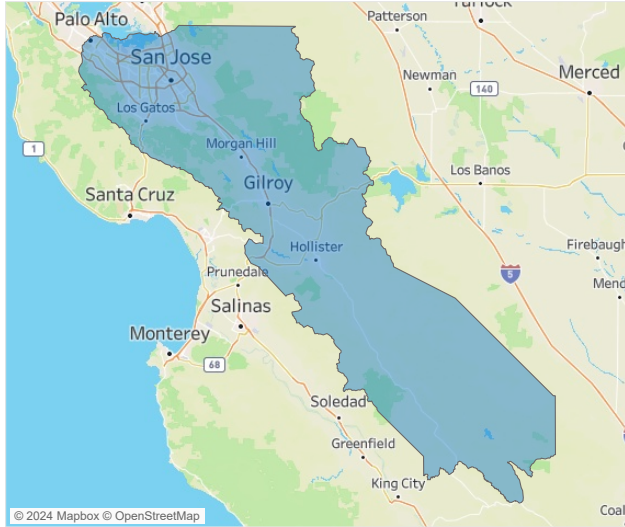 Patterson
Palo Alto
San Jose
Newman
Merced
140
Los Gatos
1
Morgan Hill
Los Banos
Gilroy
Santa Cruz
Hollister
Firebaugh
5
Prunedale
Mend
Salinas
Monterey
68
Soledad
Greenfield
King City
Coal
© 2024 Mapbox © OpenStreetMap